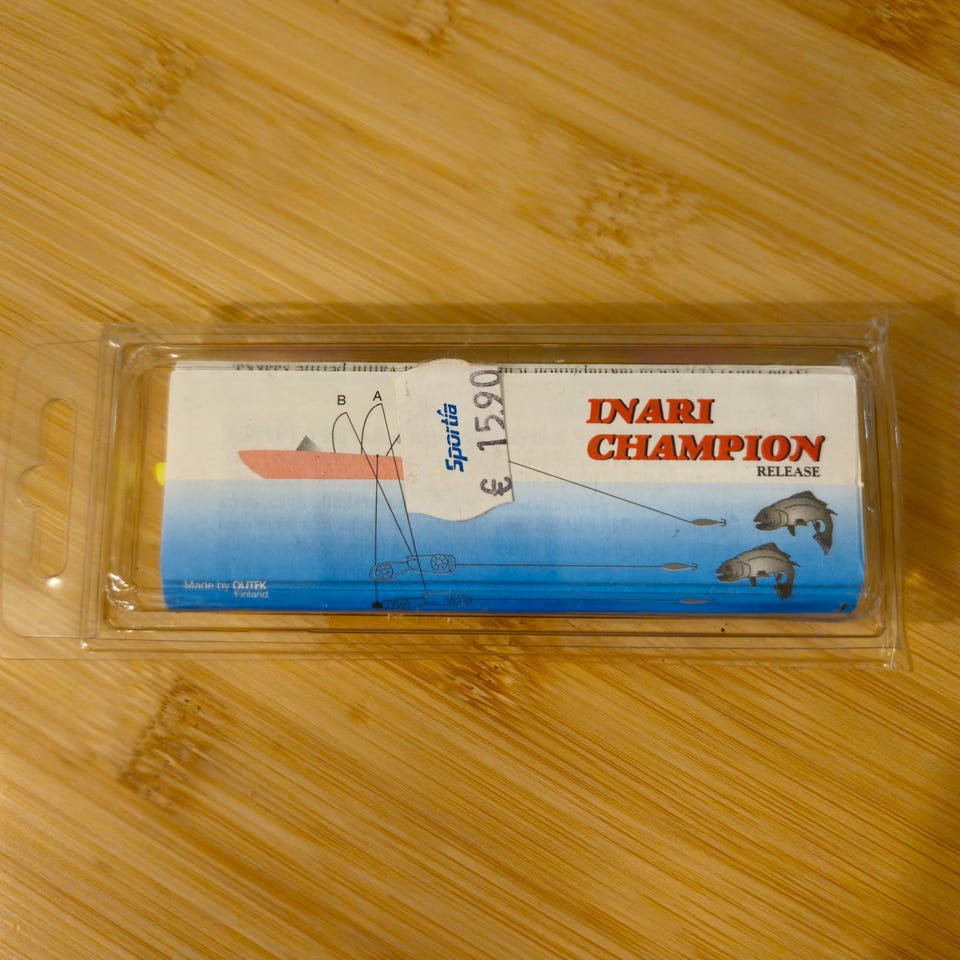 B A
Sportia
€ 15.90
INARI
CHAMPION
RELEASE
Made by OUTEK
Finland